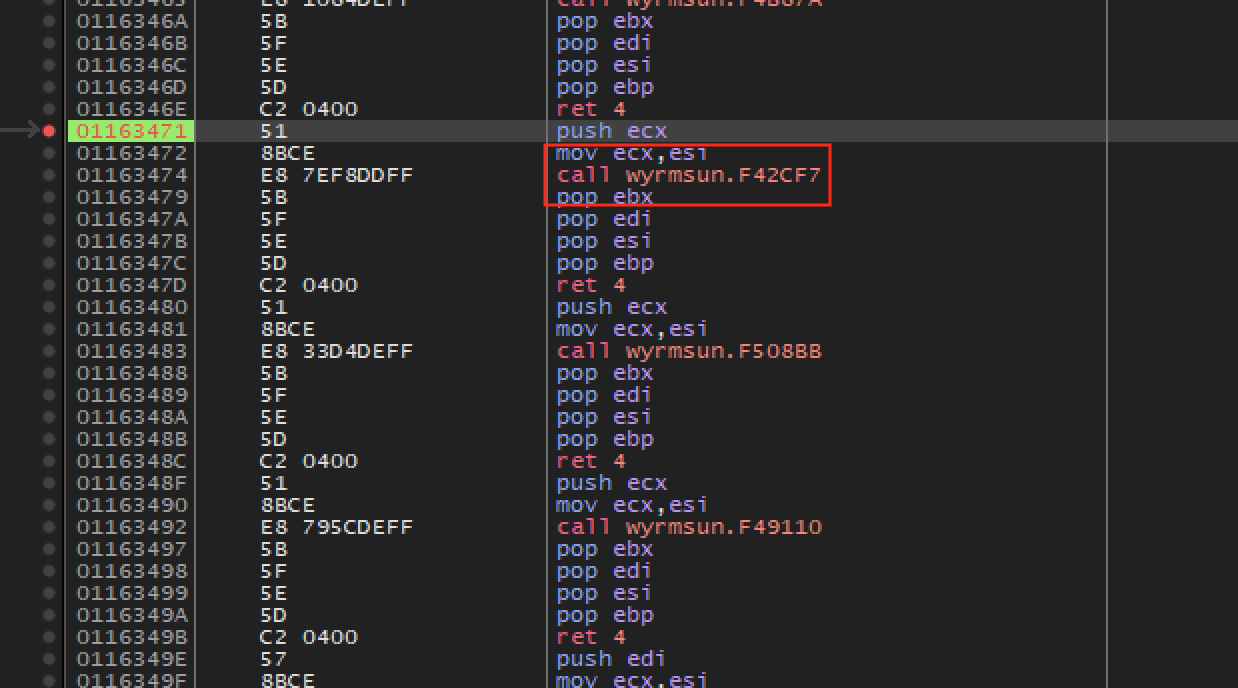 01163465 E8 1084DEFF call wyrmsun.F4B87A
0116346A 5B pop ebx
0116346B 5F pop edi
0116346C 5E pop esi
0116346D 5D pop ebp
0116346E C2 0400 ret 4
01163471 51 push ecx
01163472 8BCE mov ecx,esi
01163474 E8 7EF8DDFF call wyrmsun.F42CF7
01163479 5B pop ebx
0116347A 5F pop edi
0116347B 5E pop esi
0116347C 5D pop ebp
0116347D C2 0400 ret 4
01163480 51 push ecx
01163481 8BCE mov ecx,esi
01163483 E8 33D4DEFF call wyrmsun.F508BB
01163488 5B pop ebx
01163489 5F pop edi
0116348A 5E pop esi
0116348B 5D pop ebp
0116348C C2 0400 ret 4
0116348F 51 push ecx
01163490 8BCE mov ecx,esi
01163492 E8 795CDEFF call wyrmsun.F49110
01163497 5B pop ebx
01163498 5F pop edi
01163499 5E pop esi
0116349A 5D pop ebp
0116349B C2 0400 ret 4
0116349E 57 push edi
0116349F 8BCE mov ecx,esi